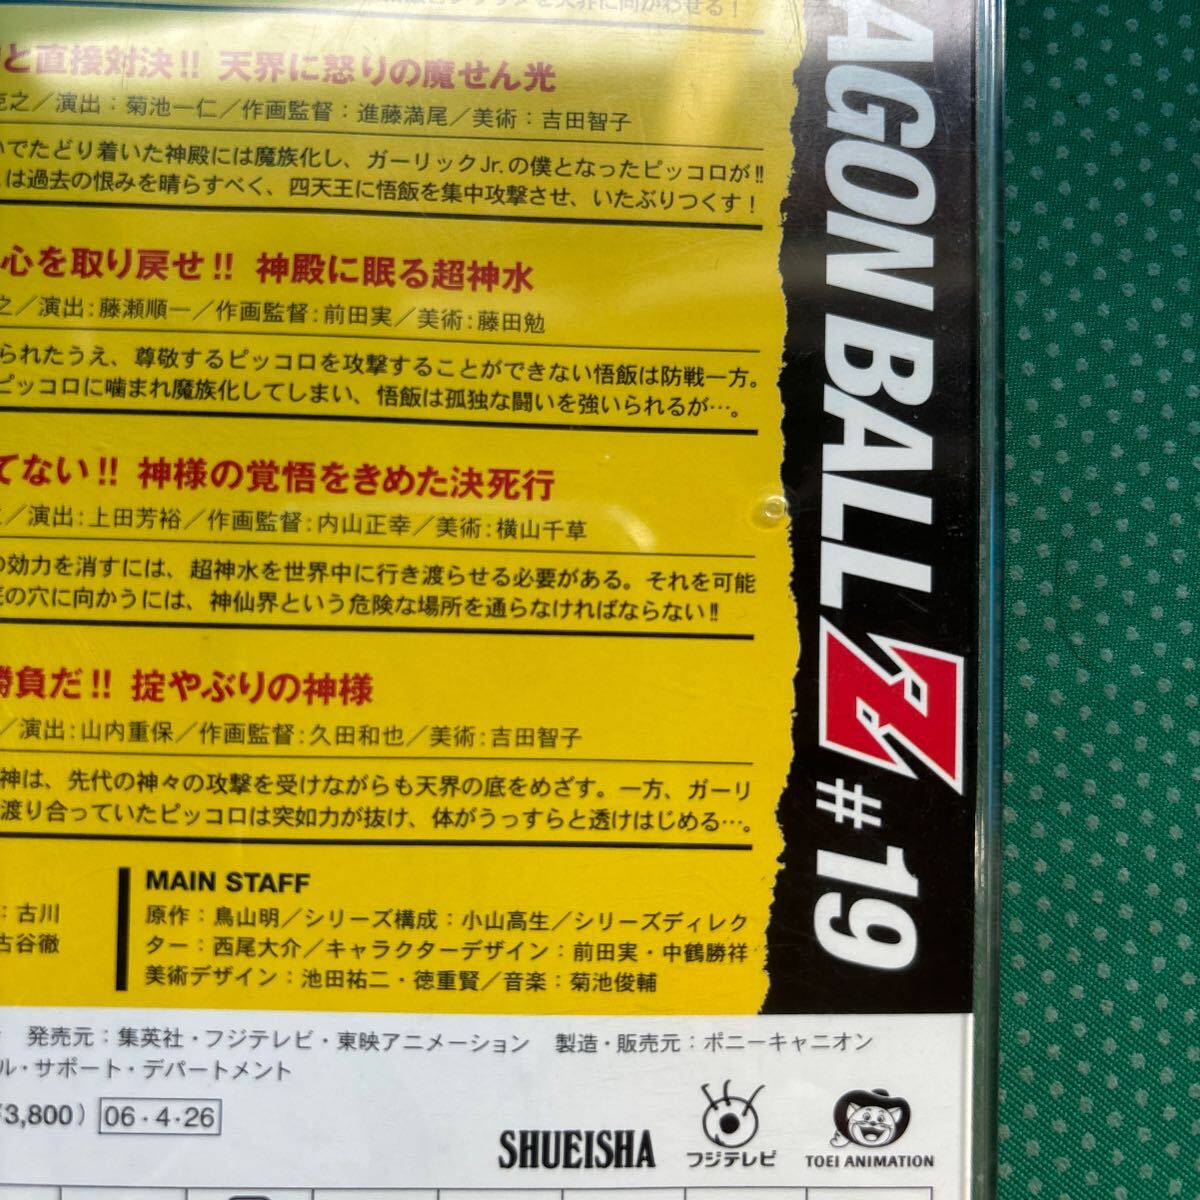 と直接対決!! 天界に怒りの魔せん光
克之／演出：菊池一仁／作画監督：進藤満尾／美術：吉田智子
いでたどり着いた神殿には魔族化し、ガーリックJr.の僕となったピッコロが!!
は過去の恨みを晴らすべく、四天王に悟飯を集中攻撃させ、いたぶりつくす！
心を取り戻せ!! 神殿に眠る超神水
之／演出：藤瀬順一／作画監督：前田実／美術：藤田勉
られたうえ、尊敬するピッコロを攻撃することができない悟飯は防戦一方。
ピッコロに噛まれ魔族化してしまい、悟飯は孤独な闘いを強いられるが…。
てない!! 神様の覚悟をきめた決死行
／演出：上田芳裕／作画監督：内山正幸／美術：横山千草
の効力を消すには、超神水を世界中に行き渡らせる必要がある。それを可能
の穴に向かうには、神仙界という危険な場所を通らなければならない!!
勝負だ!! 掟やぶりの神様
／演出：山内重保／作画監督：久田和也／美術：吉田智子
神は、先代の神々の攻撃を受けながらも天界の底をめざす。一方、ガーリ
渡り合っていたピッコロは突如力が抜け、体がうっすらと透けはじめる…。
：古川
古谷徹
MAIN STAFF
原作：鳥山明／シリーズ構成：小山高生／シリーズディレク
ター：西尾大介／キャラクターデザイン：前田実・中鶴勝祥
美術デザイン：池田祐二・徳重賢／音楽：菊池俊輔
発売元：集英社・フジテレビ・東映アニメーション 製造・販売元：ポニーキャニオン
ル・サポート・デパートメント
¥3,800) 06・4・26
SHUEISHA
フジテレビ
TOEI ANIMATION
AGON BALL Z #19